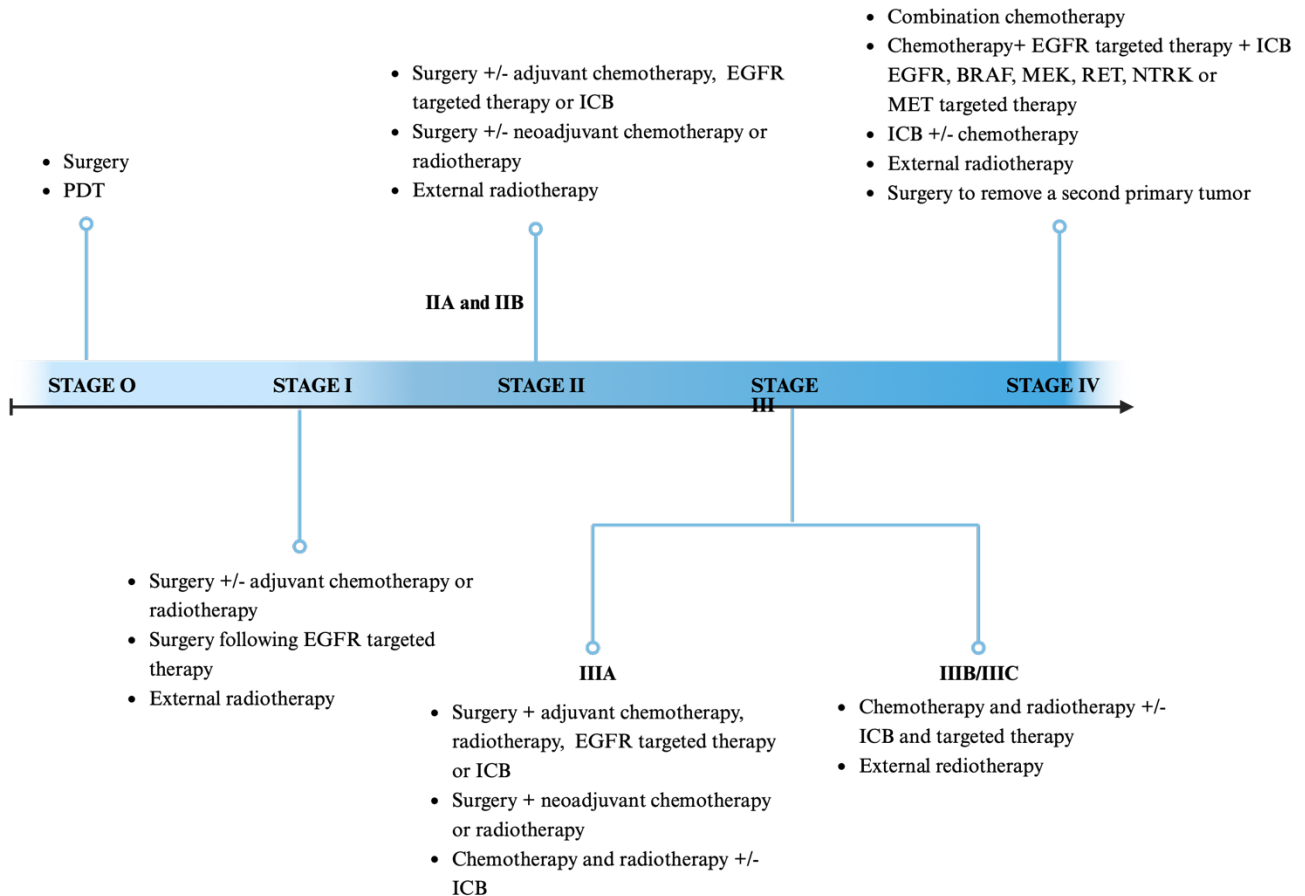 • Surgery
• PDT
• Surgery +/- adjuvant chemotherapy, EGFR
targeted therapy or ICB
• Surgery +/- neoadjuvant chemotherapy or
radiotherapy
• External radiotherapy
• Combination chemotherapy
• Chemotherapy+ EGFR targeted therapy + ICB
EGFR, BRAF, MEK, RET, NTRK or
MET targeted therapy
• ICB +/- chemotherapy
• External radiotherapy
• Surgery to remove a second primary tumor
IIA and IIB
STAGE O
STAGE I
STAGE II
STAGE
III
STAGE IV
• Surgery +/- adjuvant chemotherapy or
radiotherapy
• Surgery following EGFR targeted
therapy
• External radiotherapy
IIIA
• Surgery + adjuvant chemotherapy,
radiotherapy, EGFR targeted therapy
or ICB
• Surgery + neoadjuvant chemotherapy
or radiotherapy
• Chemotherapy and radiotherapy +/-
ICB
IIIB/IIIC
• Chemotherapy and radiotherapy +/-
ICB and targeted therapy
• External rediotherapy